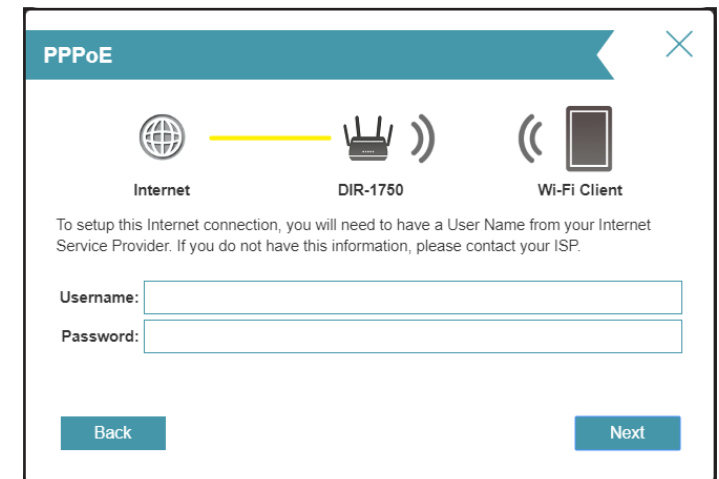 PPPoE
Internet
DIR-1750
Wi-Fi Client
To setup this Internet connection, you will need to have a User Name from your Internet
Service Provider. If you do not have this information, please contact your ISP.
Username:
Password:
Back
Next